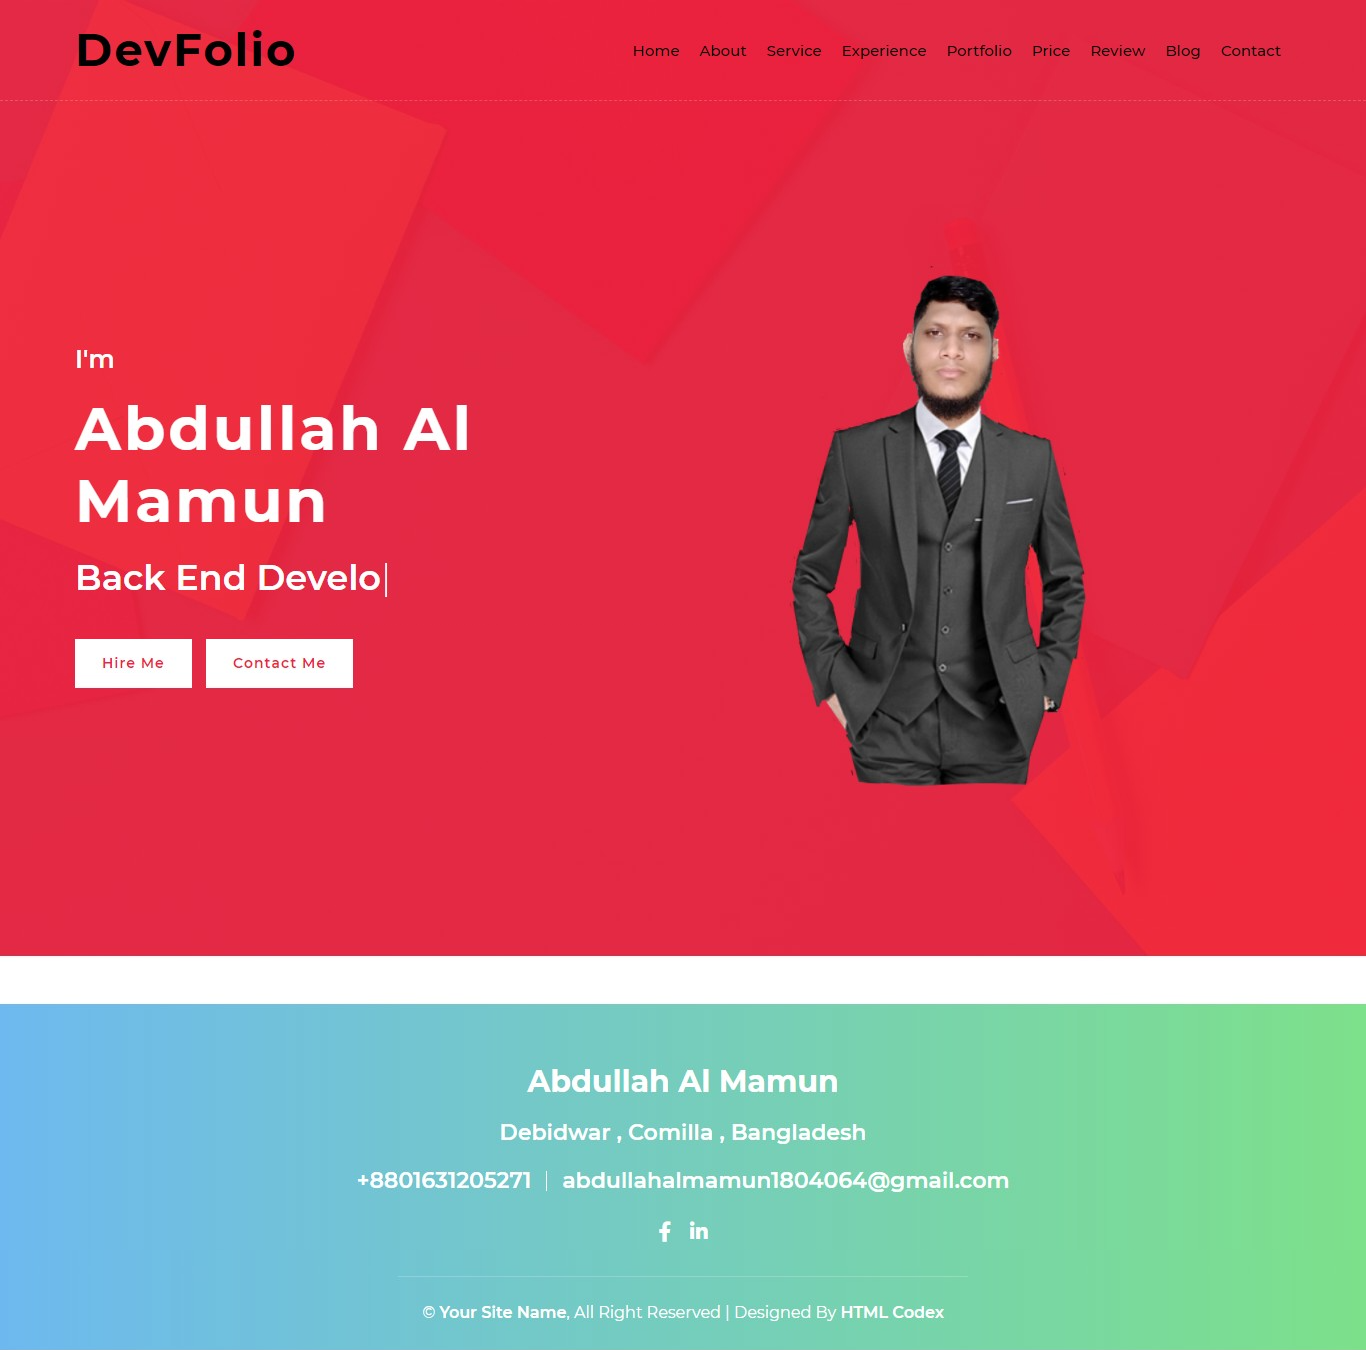 DevFolio
Home About Service Experience Portfolio Price Review Blog Contact
I'm
Abdullah Al
Mamun
Back End Develo
Hire Me Contact Me
Abdullah Al Mamun
Debidwar , Comilla , Bangladesh
+8801631205271 | abdullahalmamun1804064@gmail.com
© Your Site Name, All Right Reserved | Designed By HTML Codex